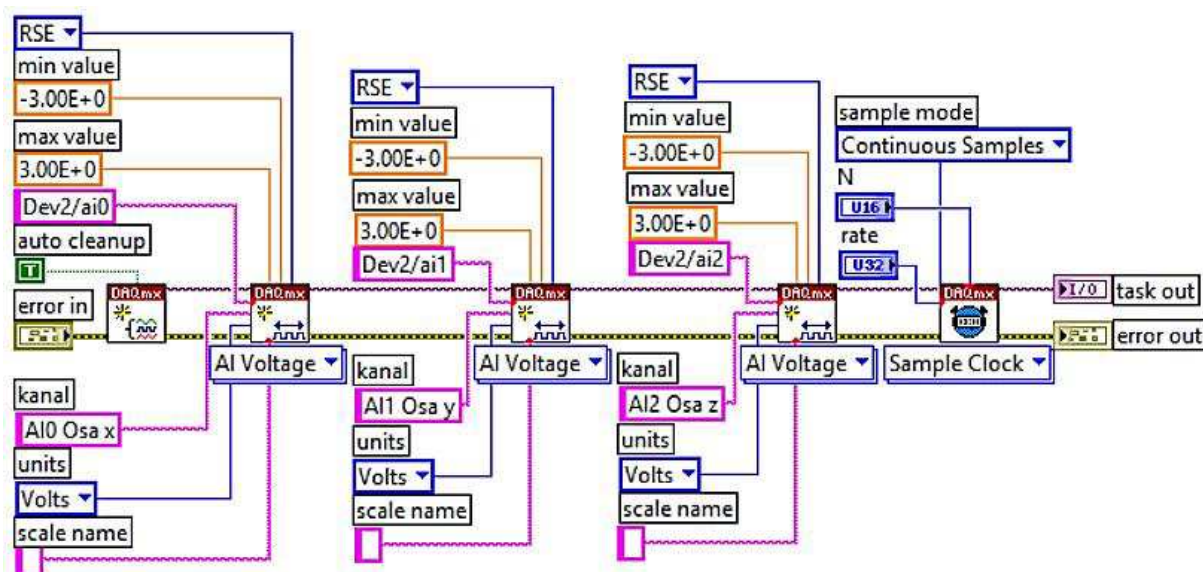 RSE
min value
-3.00E+0
max value
3.00E+0
Dev2/ai0
auto cleanup
T
error in
DAQmx
DAQmx
AI Voltage
kanal
AI0 Osa x
units
Volts
scale name
RSE
min value
-3.00E+0
max value
3.00E+0
Dev2/ai1
DAQmx
AI Voltage
kanal
AI1 Osa y
units
Volts
scale name
RSE
min value
-3.00E+0
max value
3.00E+0
Dev2/ai2
DAQmx
AI Voltage
kanal
AI2 Osa z
units
Volts
scale name
sample mode
Continuous Samples
N
U16
rate
U32
DAQmx
Sample Clock
I/O
task out
error out